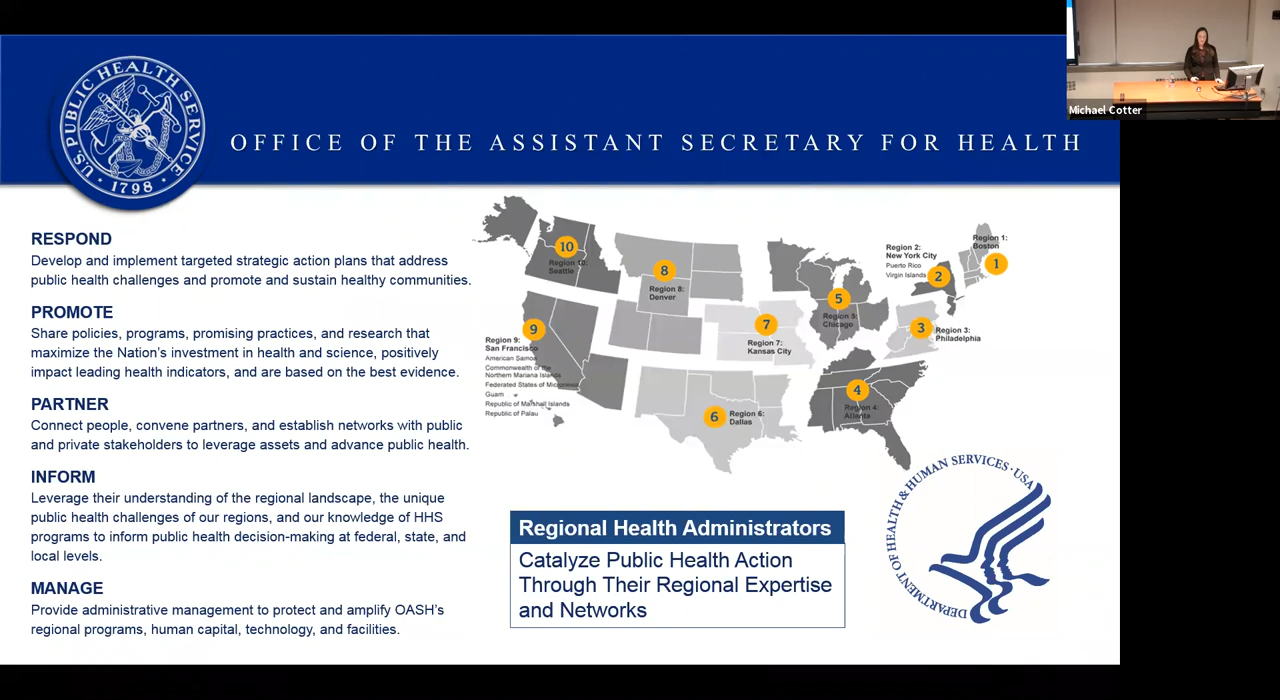 Michael Cotter
U.S. PUBLIC HEALTH SERVICE
1798
OFFICE OF THE ASSISTANT SECRETARY FOR HEALTH
RESPOND
Develop and implement targeted strategic action plans that address
public health challenges and promote and sustain healthy communities.
PROMOTE
Share policies, programs, promising practices, and research that
maximize the Nation's investment in health and science, positively
impact leading health indicators, and are based on the best evidence.
PARTNER
Connect people, convene partners, and establish networks with public
and private stakeholders to leverage assets and advance public health.
INFORM
Leverage their understanding of the regional landscape, the unique
public health challenges of our regions, and our knowledge of HHS
programs to inform public health decision-making at federal, state, and
local levels.
MANAGE
Provide administrative management to protect and amplify OASH's
regional programs, human capital, technology, and facilities.
10
Region 10:
Seattle
8
Region 8:
Denver
9
Region 9:
San Francisco
American Samoa
Commonwealth of the
Northern Mariana Islands
Federated States of Micronesia
Guam
Republic of Marshall Islands
Republic of Palau
7
Region 7:
Kansas City
6
Region 6:
Dallas
5
Region 5:
Chicago
4
Region 4:
Atlanta
Region 2:
New York City
Puerto Rico
Virgin Islands
2
Region 1:
Boston
1
3
Region 3:
Philadelphia
Regional Health Administrators
Catalyze Public Health Action
Through Their Regional Expertise
and Networks
DEPARTMENT OF HEALTH & HUMAN SERVICES · USA